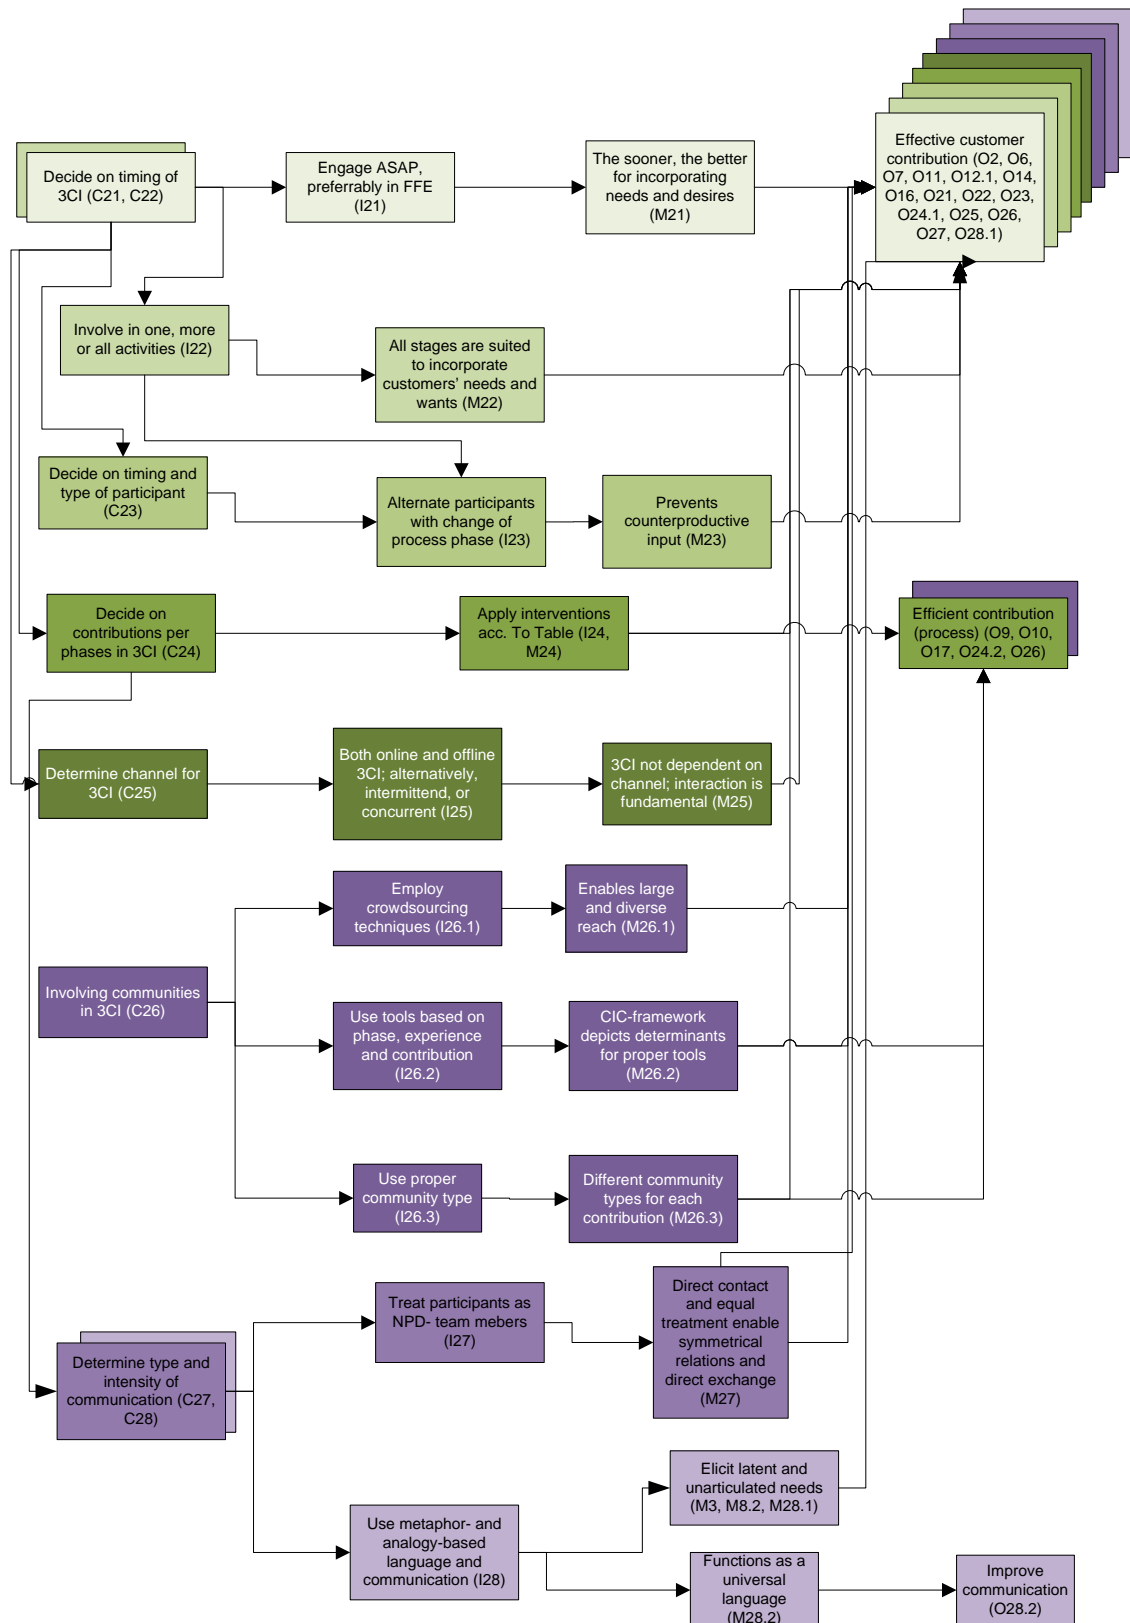 Decide on timing of
3CI (C21, C22)
Engage ASAP,
preferrably in FFE
(I21)
The sooner, the better
for incorporating
needs and desires
(M21)
Effective customer
contribution (O2, O6,
O7, O11, O12.1, O14,
O16, O21, O22, O23,
O24.1, O25, O26,
O27, O28.1)
Involve in one, more
or all activities (I22)
All stages are suited
to incorporate
customers’ needs and
wants (M22)
Decide on timing and
type of participant
(C23)
Alternate participants
with change of
process phase (I23)
Prevents
counterproductive
input (M23)
Decide on
contributions per
phases in 3CI (C24)
Apply interventions
acc. To Table (I24,
M24)
Efficient contribution
(process) (O9, O10,
O17, O24.2, O26)
Determine channel for
3CI (C25)
Both online and offline
3CI; alternatively,
intermittend, or
concurrent (I25)
3CI not dependent on
channel; interaction is
fundamental (M25)
Employ
crowdsourcing
techniques (I26.1)
Enables large
and diverse
reach (M26.1)
Involving communities
in 3CI (C26)
Use tools based on
phase, experience
and contribution
(I26.2)
CIC-framework
depicts determinants
for proper tools
(M26.2)
Use proper
community type
(I26.3)
Different community
types for each
contribution (M26.3)
Treat participants as
NPD- team mebers
(I27)
Direct contact
and equal
treatment enable
symmetrical
relations and
direct exchange
(M27)
Determine type and
intensity of
communication (C27,
C28)
Elicit latent and
unarticulated needs
(M3, M8.2, M28.1)
Use metaphor- and
analogy-based
language and
communication (I28)
Functions as a
universal
language
(M28.2)
Improve
communication
(O28.2)